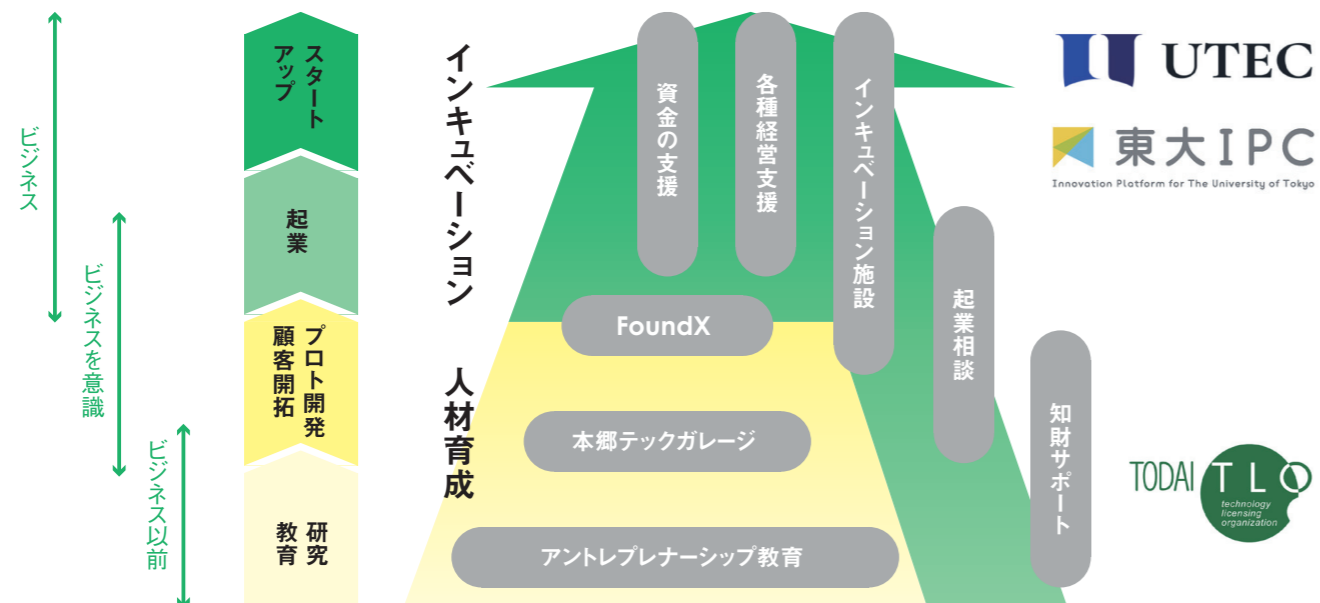 ビジネス
ビジネスを意識
ビジネス以前
スタート
アップ
起業
プロト開発
顧客開拓
研究
教育
インキュベーション
人材育成
資金の支援
各種経営支援
インキュベーション施設
起業相談
知財サポート
FoundX
本郷テックガレージ
アントレプレナーシップ教育
UTEC
東大IPC
Innovation Platform for The University of Tokyo
TODAI TLO
technology
licensing
organization